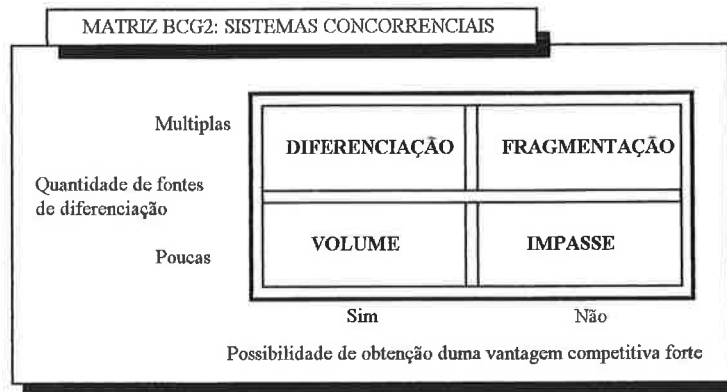 MATRIZ BCG2: SISTEMAS CONCORRENCIAIS
Multiplas
DIFERENCIAÇÃO
FRAGMENTAÇÃO
Quantidade de fontes
de diferenciação
VOLUME
IMPASSE
Poucas
Sim
Não
Possibilidade de obtenção duma vantagem competitiva forte